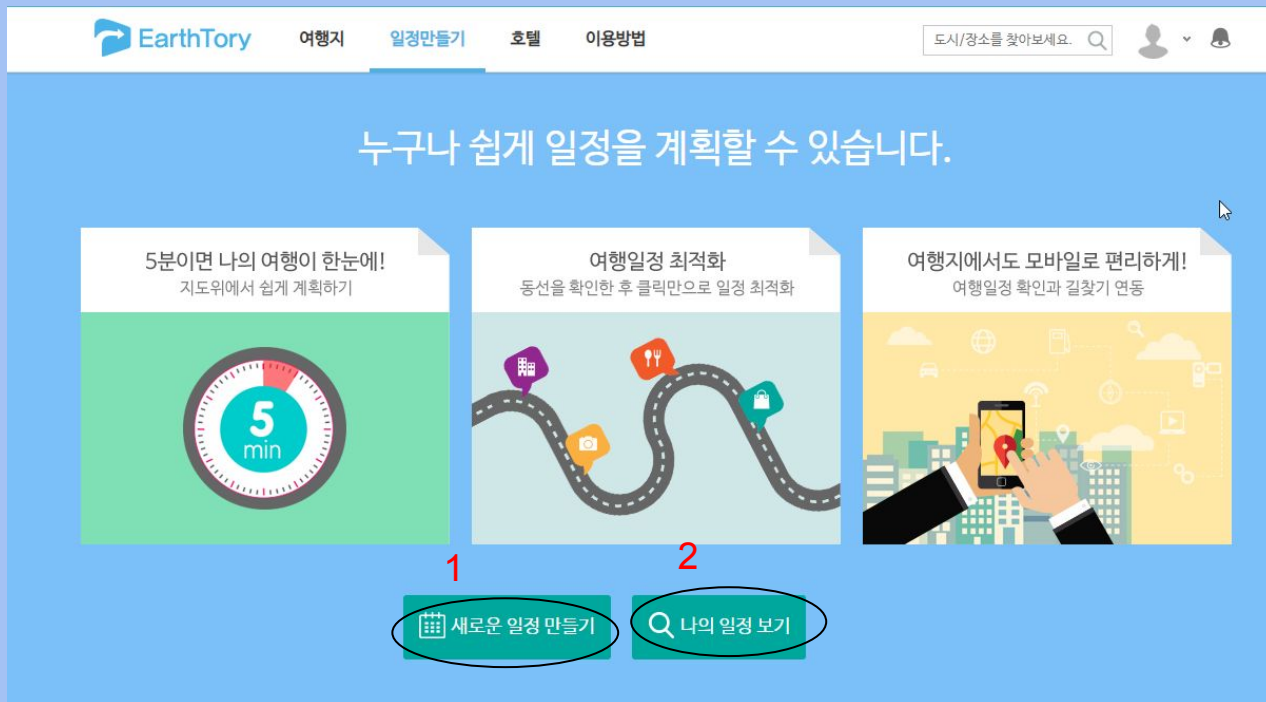 EarthTory 여행지 일정만들기 호텔 이용방법 도시/장소를 찾아보세요.
누구나 쉽게 일정을 계획할 수 있습니다.
5분이면 나의 여행이 한눈에!
지도위에서 쉽게 계획하기
5
min
여행일정 최적화
동선을 확인한 후 클릭만으로 일정 최적화
여행지에서도 모바일로 편리하게!
여행일정 확인과 길찾기 연동
1
새로운 일정 만들기
2
나의 일정 보기